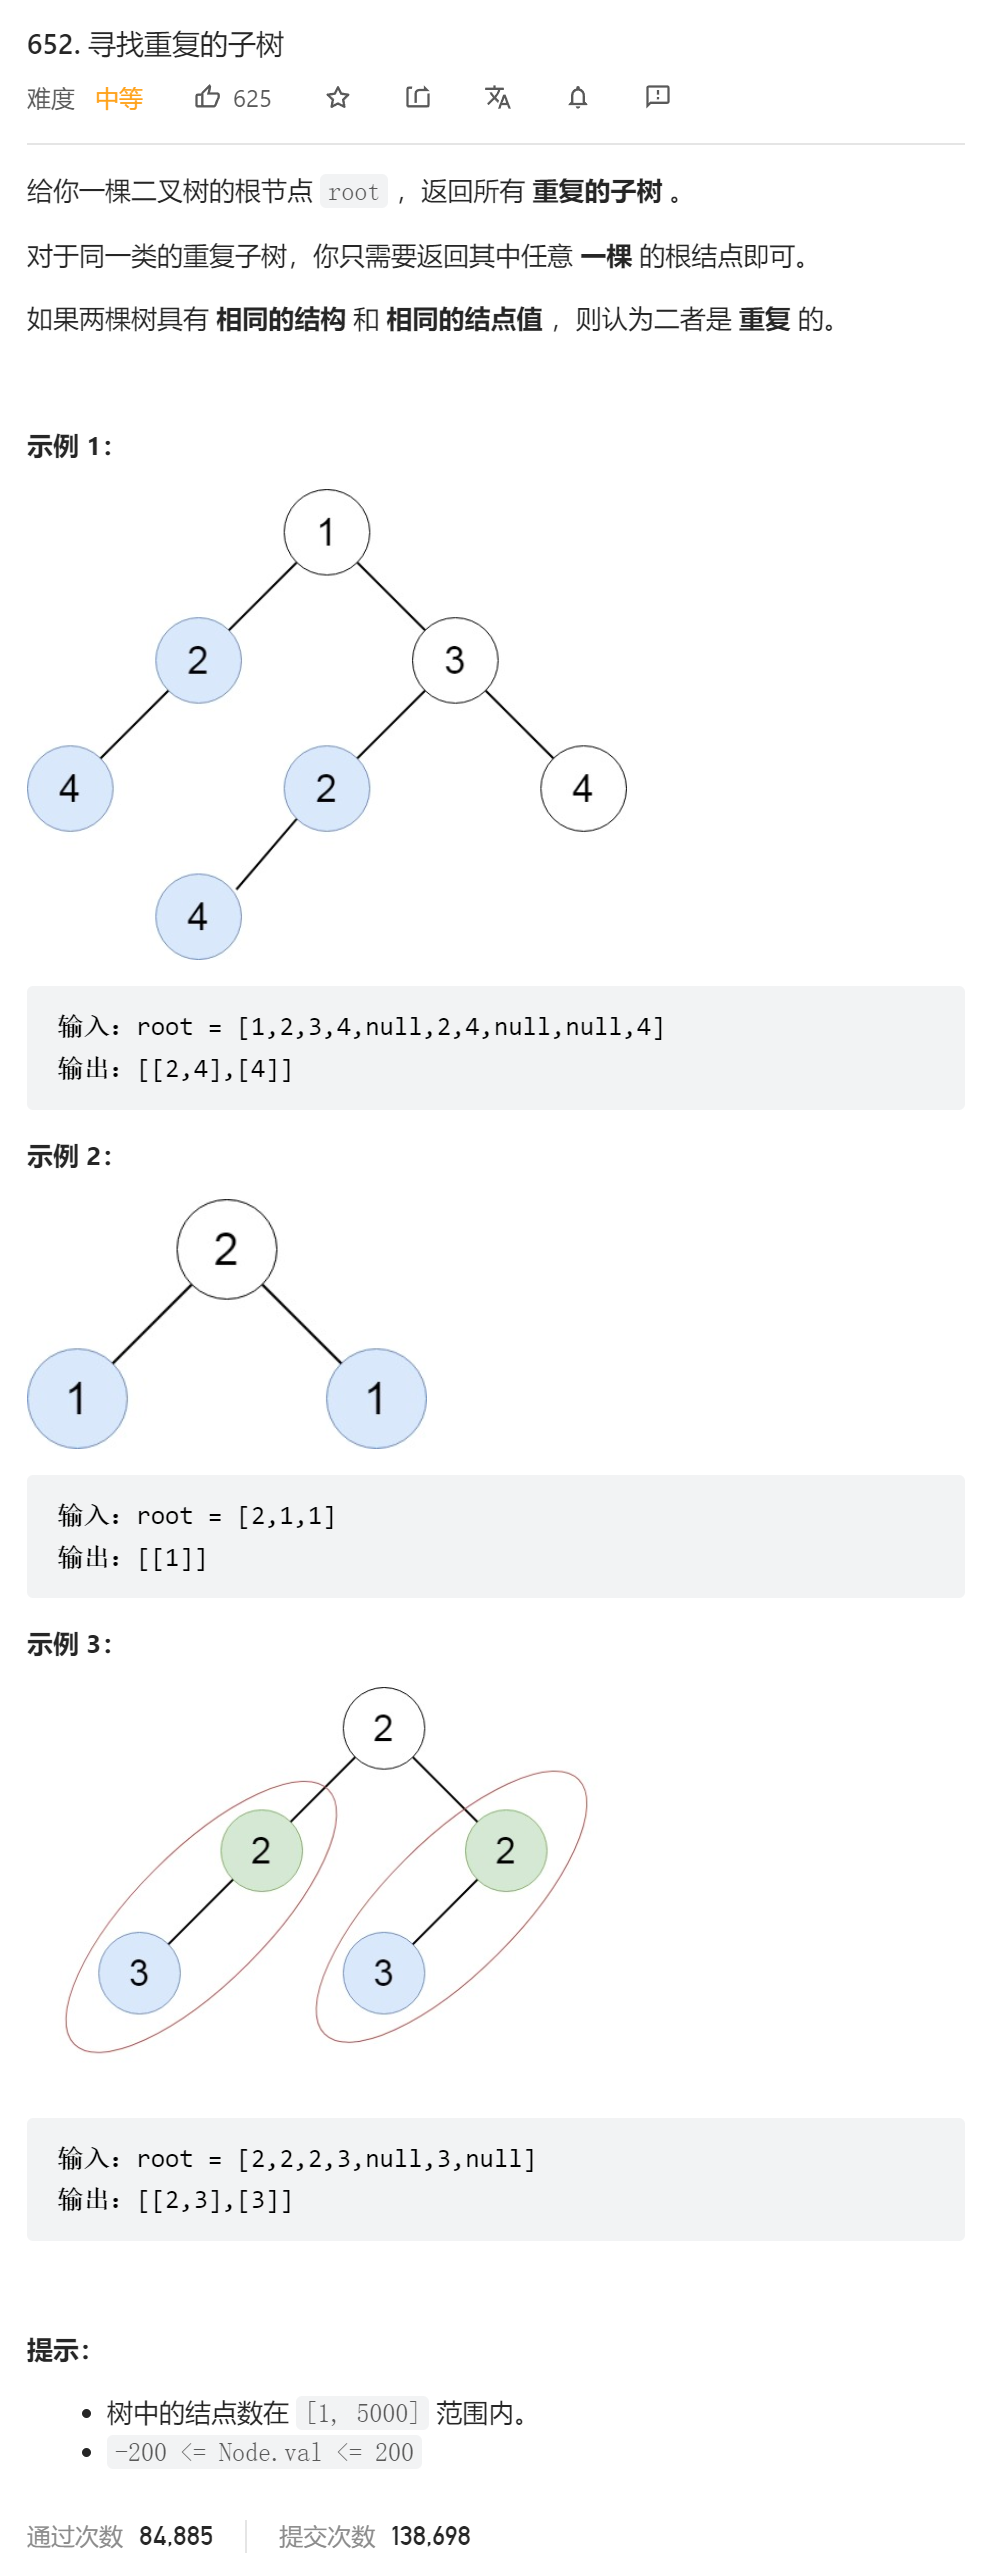 652. 寻找重复的子树
难度 中等 625
给你一棵二叉树的根节点 root ，返回所有 重复的子树 。
对于同一类的重复子树，你只需要返回其中任意 一棵 的根结点即可。
如果两棵树具有 相同的结构 和 相同的结点值 ，则认为二者是 重复 的。
示例 1：
1
2 3
4 2 4
4
输入：root = [1,2,3,4,null,2,4,null,null,4]
输出：[[2,4],[4]]
示例 2：
2
1 1
输入：root = [2,1,1]
输出：[[1]]
示例 3：
2
2 2
3 3
输入：root = [2,2,2,3,null,3,null]
输出：[[2,3],[3]]
提示：
树中的结点数在 [1, 5000] 范围内。
-200 <= Node.val <= 200
通过次数 84,885 提交次数 138,698